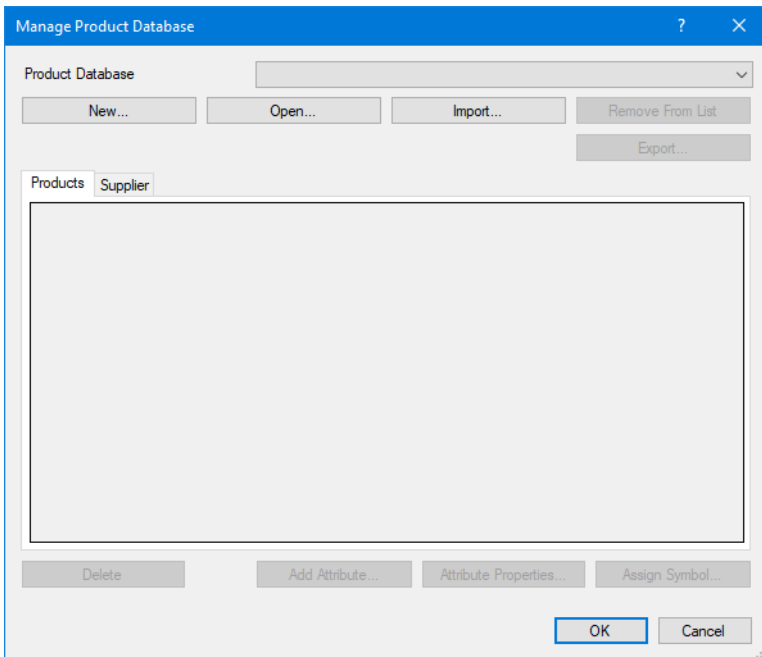 Manage Product Database ?
Product Database
New... Open... Import... Remove From List
Export...
Products Supplier
Delete Add Attribute... Attribute Properties... Assign Symbol...
OK Cancel